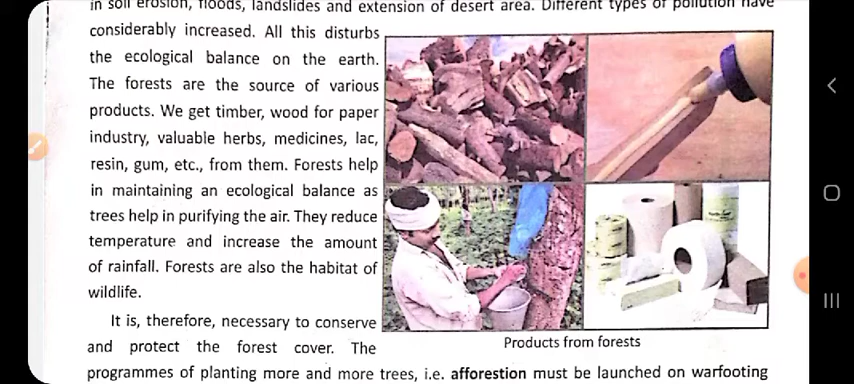 in soil erosion, floods, landslides and extension of desert area. Different types of pollution have
considerably increased. All this disturbs
the ecological balance on the earth.
The forests are the source of various
products. We get timber, wood for paper
industry, valuable herbs, medicines, lac,
resin, gum, etc., from them. Forests help
in maintaining an ecological balance as
trees help in purifying the air. They reduce
temperature and increase the amount
of rainfall. Forests are also the habitat of
wildlife.
It is, therefore, necessary to conserve
and protect the forest cover. The
programmes of planting more and more trees, i.e. afforestion must be launched on warfooting
Products from forests